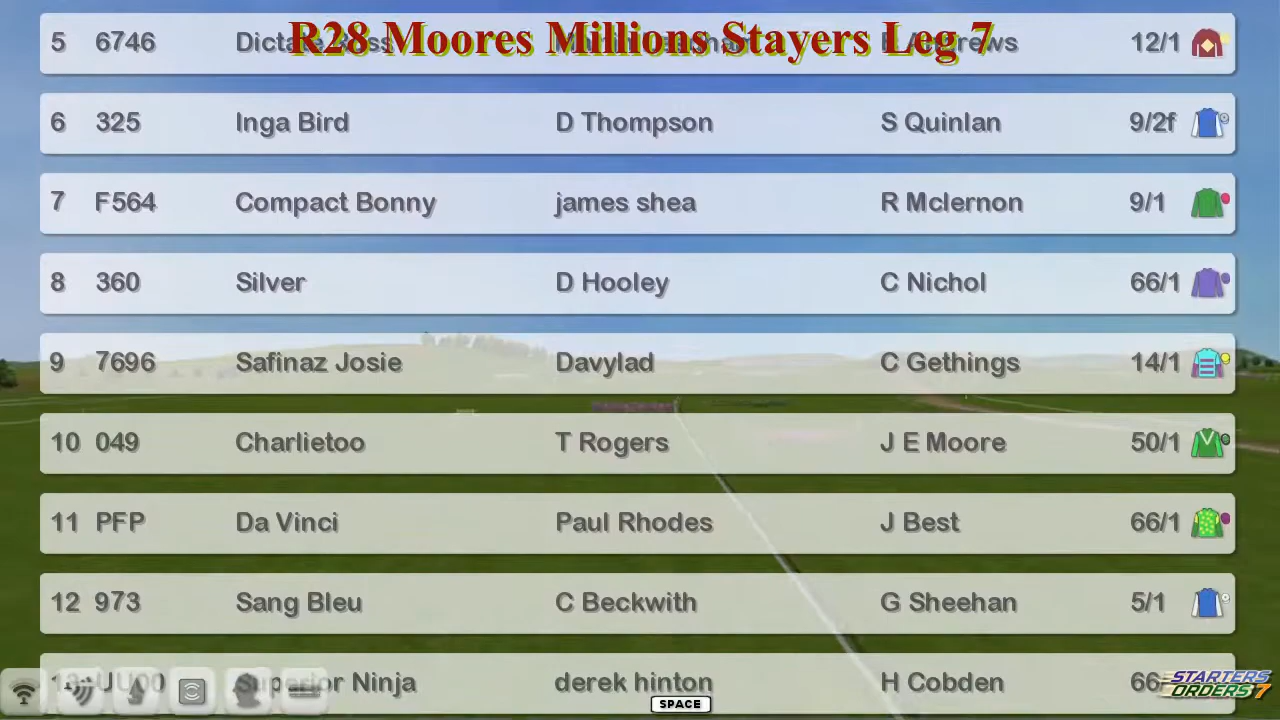 R28 Moores Millions Stayers Leg 7
5 6746 12/1
6 325 Inga Bird D Thompson S Quinlan 9/2f
7 F564 Compact Bonny james shea R Mclernon 9/1
8 360 Silver D Hooley C Nichol 66/1
9 7696 Safinaz Josie Davylad C Gethings 14/1
10 049 Charlietoo T Rogers J E Moore 50/1
11 PFP Da Vinci Paul Rhodes J Best 66/1
12 973 Sang Bleu C Beckwith G Sheehan 5/1
Superior Ninja derek hinton H Cobden
SPACE
STARTERS
ORDERS 7